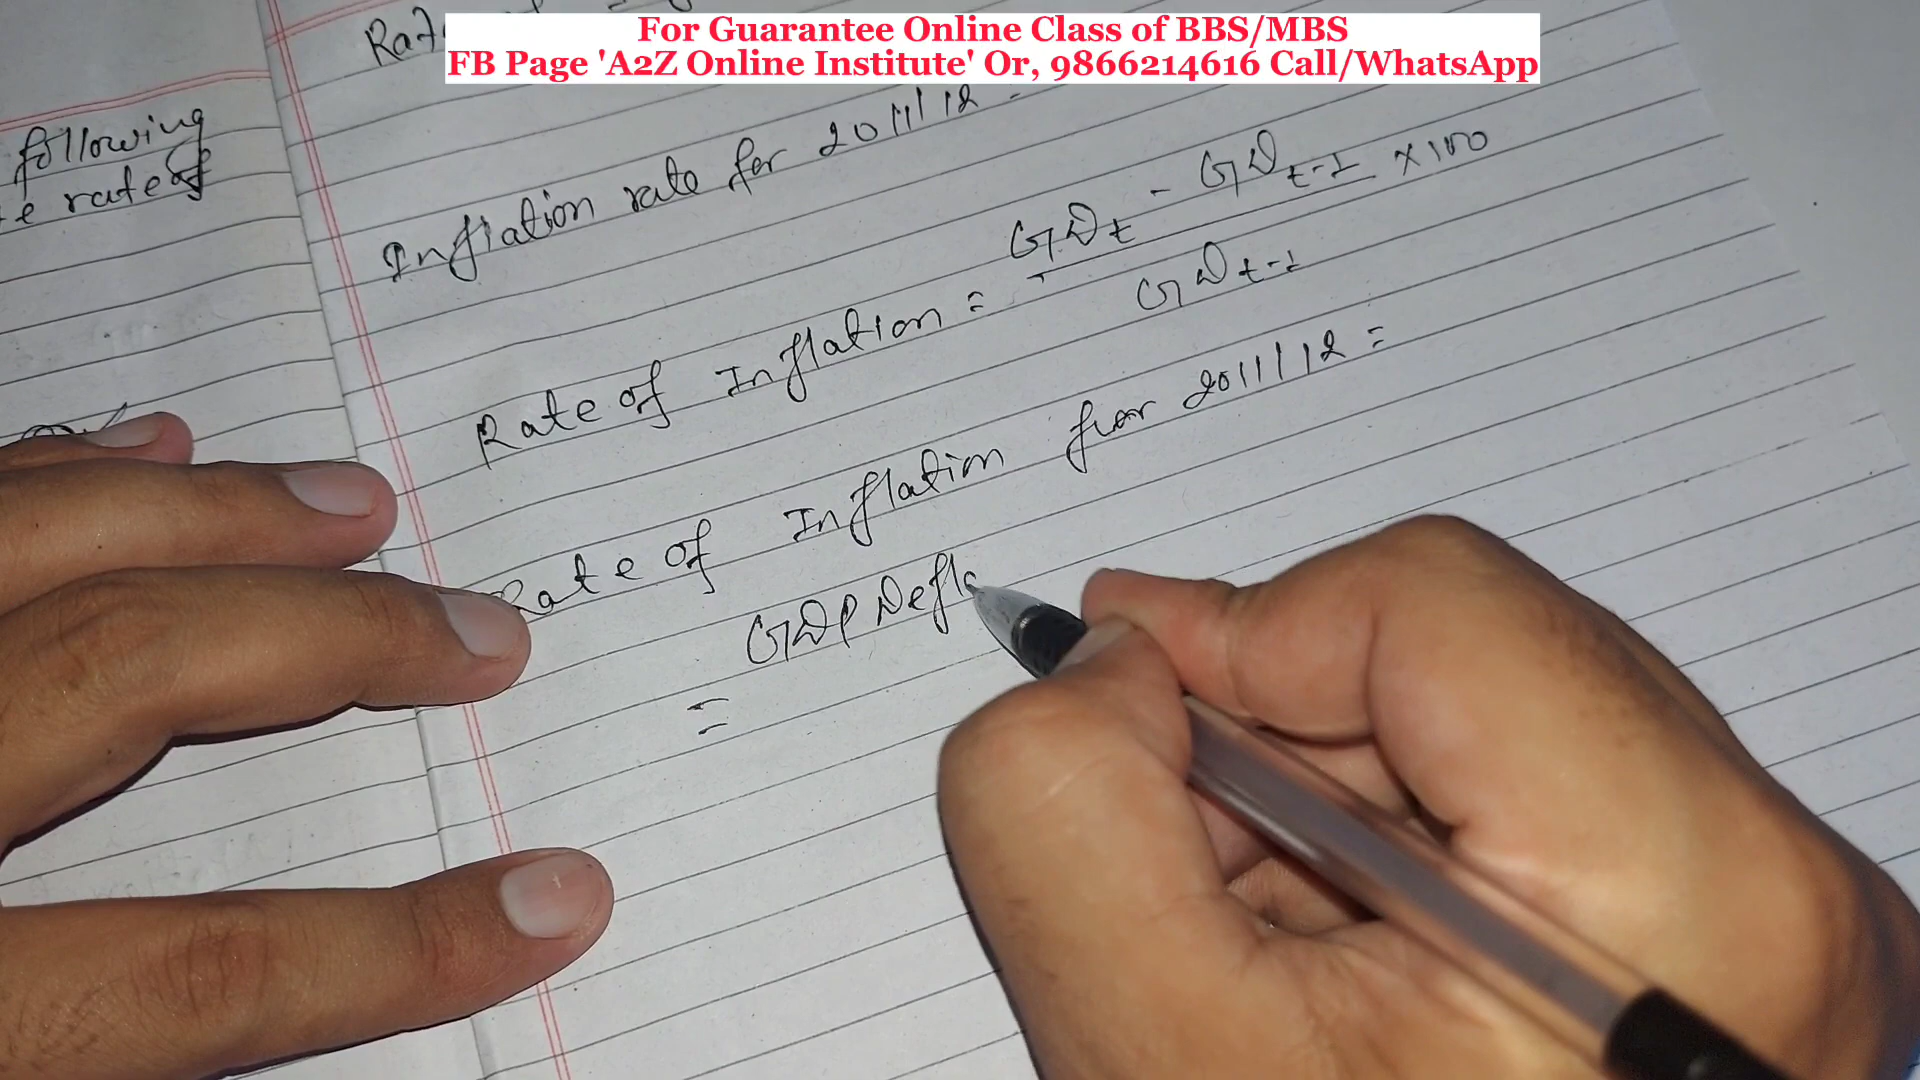 For Guarantee Online Class of BBS/MBS
FB Page 'A2Z Online Institute' Or, 9866214616 Call/WhatsApp
following
rate of
Inflation rate for 2011/12 -
Rate of Inflation = GDt - GDt-1 × 100
GDt-1
Rate of Inflation for 2011/12 =
= GDP Defla